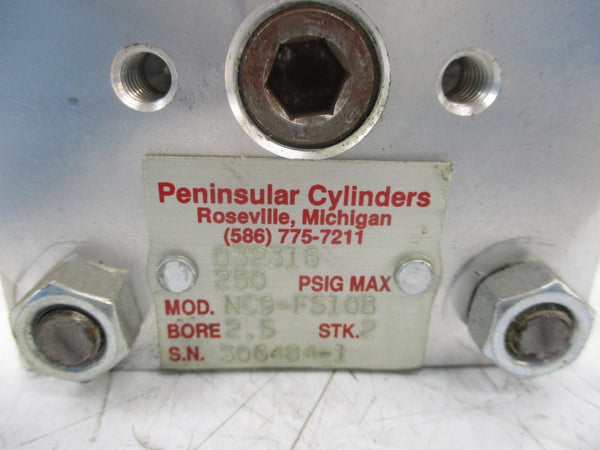 Peninsular Cylinders
Roseville, Michigan
(586) 775-7211
032316
250 PSIG MAX
MOD. NC9-F5108
BORE 2.5 STK. 2
S.N. 306484-1